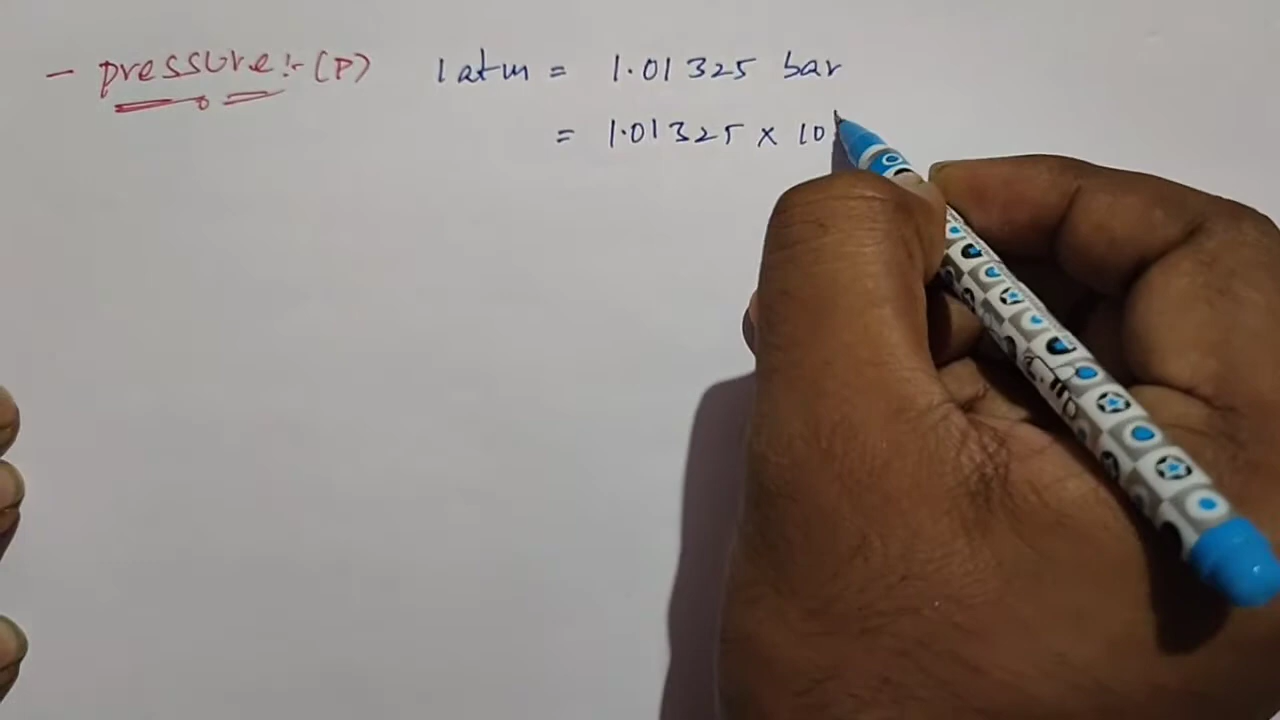 - pressure:- (P) 1 atm = 1.01325 bar
= 1.01325 x 10